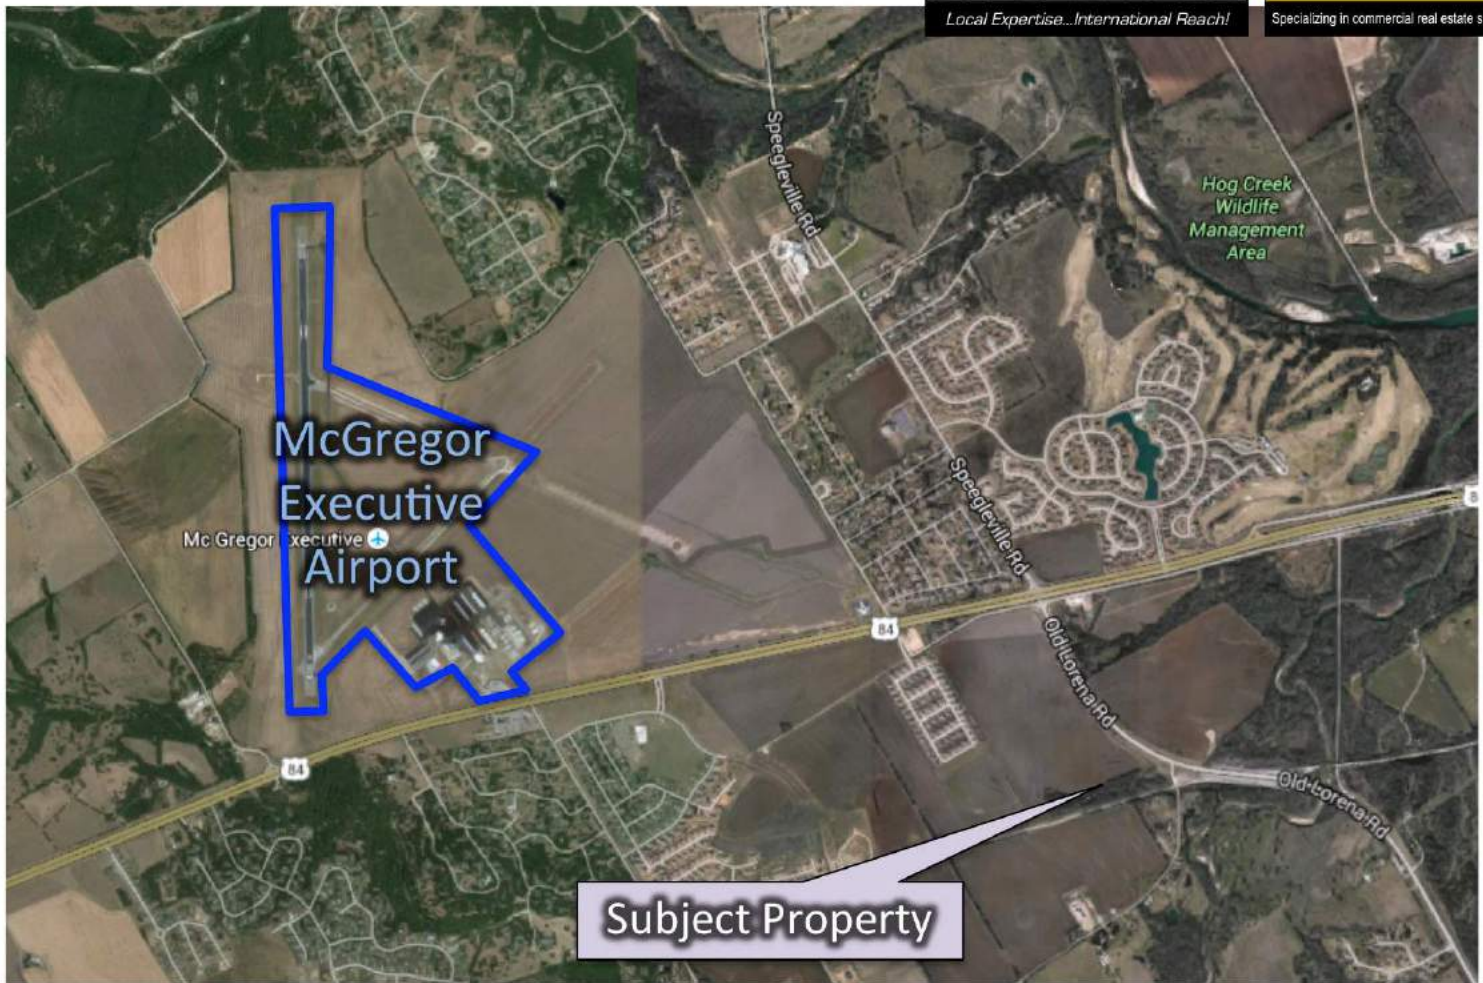 Local Expertise...International Reach!
Specializing in commercial real estate s
Speegleville Rd
Hog Creek
Wildlife
Management
Area
McGregor
Executive
Airport
Mc Gregor Executive
Speegleville Rd
84
Old Lorena Rd
84
Old Lorena Rd
Subject Property